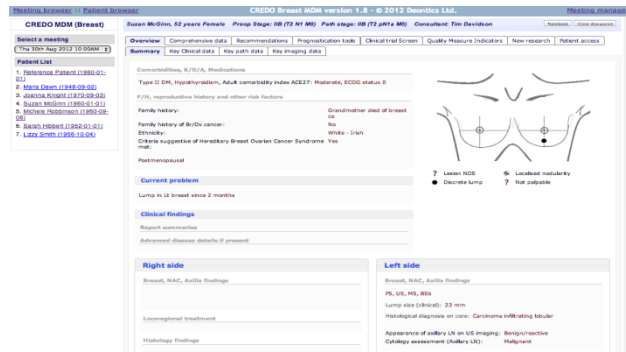 Meeting browser :: Patient browser
CREDO Breast MDM version 1.8 - © 2012 Deontics Ltd.
Meeting manage
CREDO MDM (Breast)
Susan McGinn, 52 years Female Preop Stage: IIB (T2 N1 M0) Path stage: IIB (T2 pN1a M0) Consultant: Tim Davidson
Select a meeting
Thu 30th Aug 2012 10:00AM
Patient List
1. Reference Patient (1960-01-01)
2. Maria Dawn (1948-09-02)
3. Joanna Knight (1970-09-03)
4. Suzan McGinn (1960-01-01)
5. Michele Robbinson (1960-09-06)
6. Sarah Hibbert (1952-01-01)
7. Lizzy Smith (1956-10-04)
Overview Comprehensive data Recommendations Prognostication tools Clinical trial Screen Quality Measure Indicators New research Patient access
Summary Key Clinical data Key path data Key imaging data
Comorbidities, K/D/A, Medications
Type II DM, Hypothyroidism, Adult comorbidity index ACE27: Moderate, ECOG status 0
F/H, reproductive history and other risk factors
Family history: Grandmother died of breast ca
Family history of Br/Ov cancer: No
Ethnicity: White - Irish
Criteria suggestive of Hereditary Breast Ovarian Cancer Syndrome met: Yes
Postmenopausal
? Lesion NOS
Localised nodularity
Discrete lump
? Not palpable
Current problem
Lump in Lt breast since 2 months
Clinical findings
Report summaries
Advanced disease details if present
Right side
Breast, NAC, Axilla findings
Locoregional treatment
Histology findings
Left side
Breast, NAC, Axilla findings
P5, U5, M5, B5b
Lump size (clinical): 23 mm
Histological diagnosis on core: Carcinoma infiltrating lobular
Appearance of axillary LN on US imaging: Benign/reactive
Cytology assessment (Axillary LN): Malignant